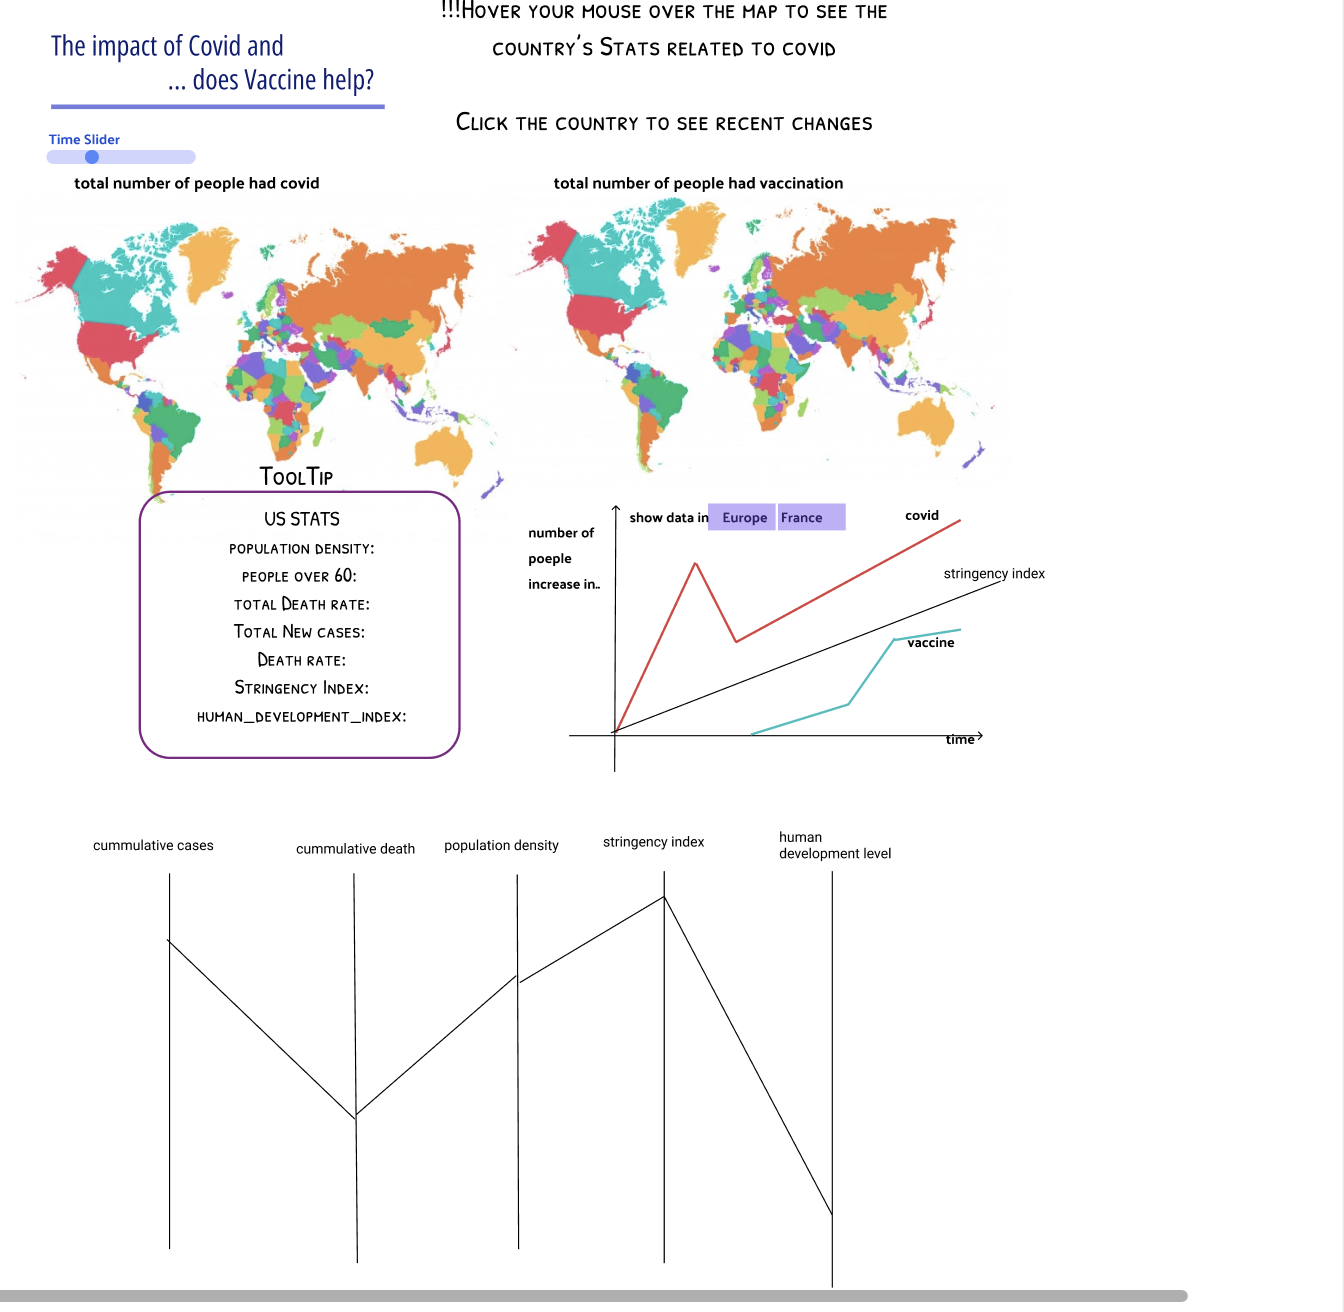 !!!Hover your mouse over the map to see the
country's Stats related to covid
The impact of Covid and
... does Vaccine help?
Click the country to see recent changes
Time Slider
total number of people had covid
total number of people had vaccination
ToolTip
US STATS
population density:
people over 60:
total Death rate:
Total New cases:
Death rate:
Stringency Index:
human_development_index:
show data in Europe France
covid
number of
poeple
increase in..
stringency index
vaccine
time
cummulative cases
cummulative death
population density
stringency index
human
development level